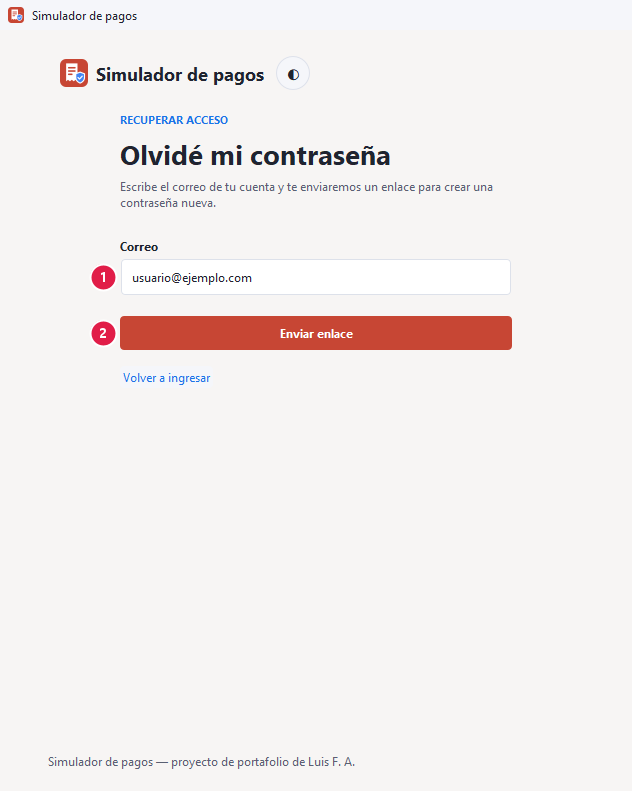 Simulador de pagos
Simulador de pagos
RECUPERAR ACCESO
Olvidé mi contraseña
Escribe el correo de tu cuenta y te enviaremos un enlace para crear una
contraseña nueva.
Correo
1 usuario@ejemplo.com
2 Enviar enlace
Volver a ingresar
Simulador de pagos — proyecto de portafolio de Luis F. A.